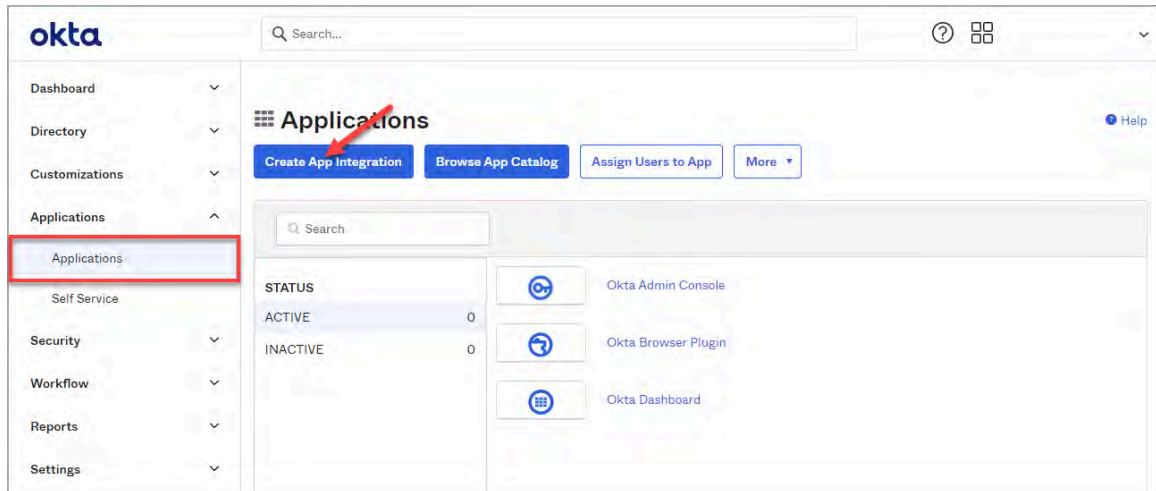 okta
Search...
Dashboard
Directory
Customizations
Applications
Applications
Self Service
Security
Workflow
Reports
Settings
Applications
Help
Create App Integration
Browse App Catalog
Assign Users to App
More
Search
STATUS
ACTIVE 0
INACTIVE 0
Okta Admin Console
Okta Browser Plugin
Okta Dashboard